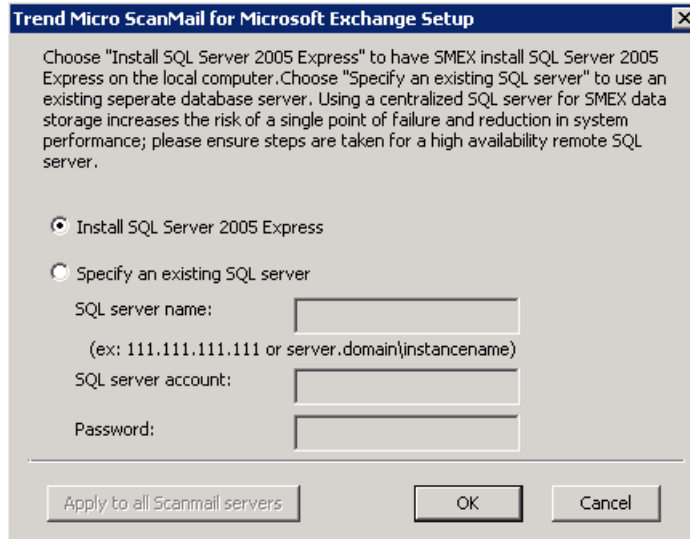 Trend Micro ScanMail for Microsoft Exchange Setup
Choose "Install SQL Server 2005 Express" to have SMEX install SQL Server 2005
Express on the local computer.Choose "Specify an existing SQL server" to use an
existing seperate database server. Using a centralized SQL server for SMEX data
storage increases the risk of a single point of failure and reduction in system
performance; please ensure steps are taken for a high availability remote SQL
server.
Install SQL Server 2005 Express
Specify an existing SQL server
SQL server name:
(ex: 111.111.111.111 or server.domain\instancename)
SQL server account:
Password:
Apply to all Scanmail servers
OK
Cancel